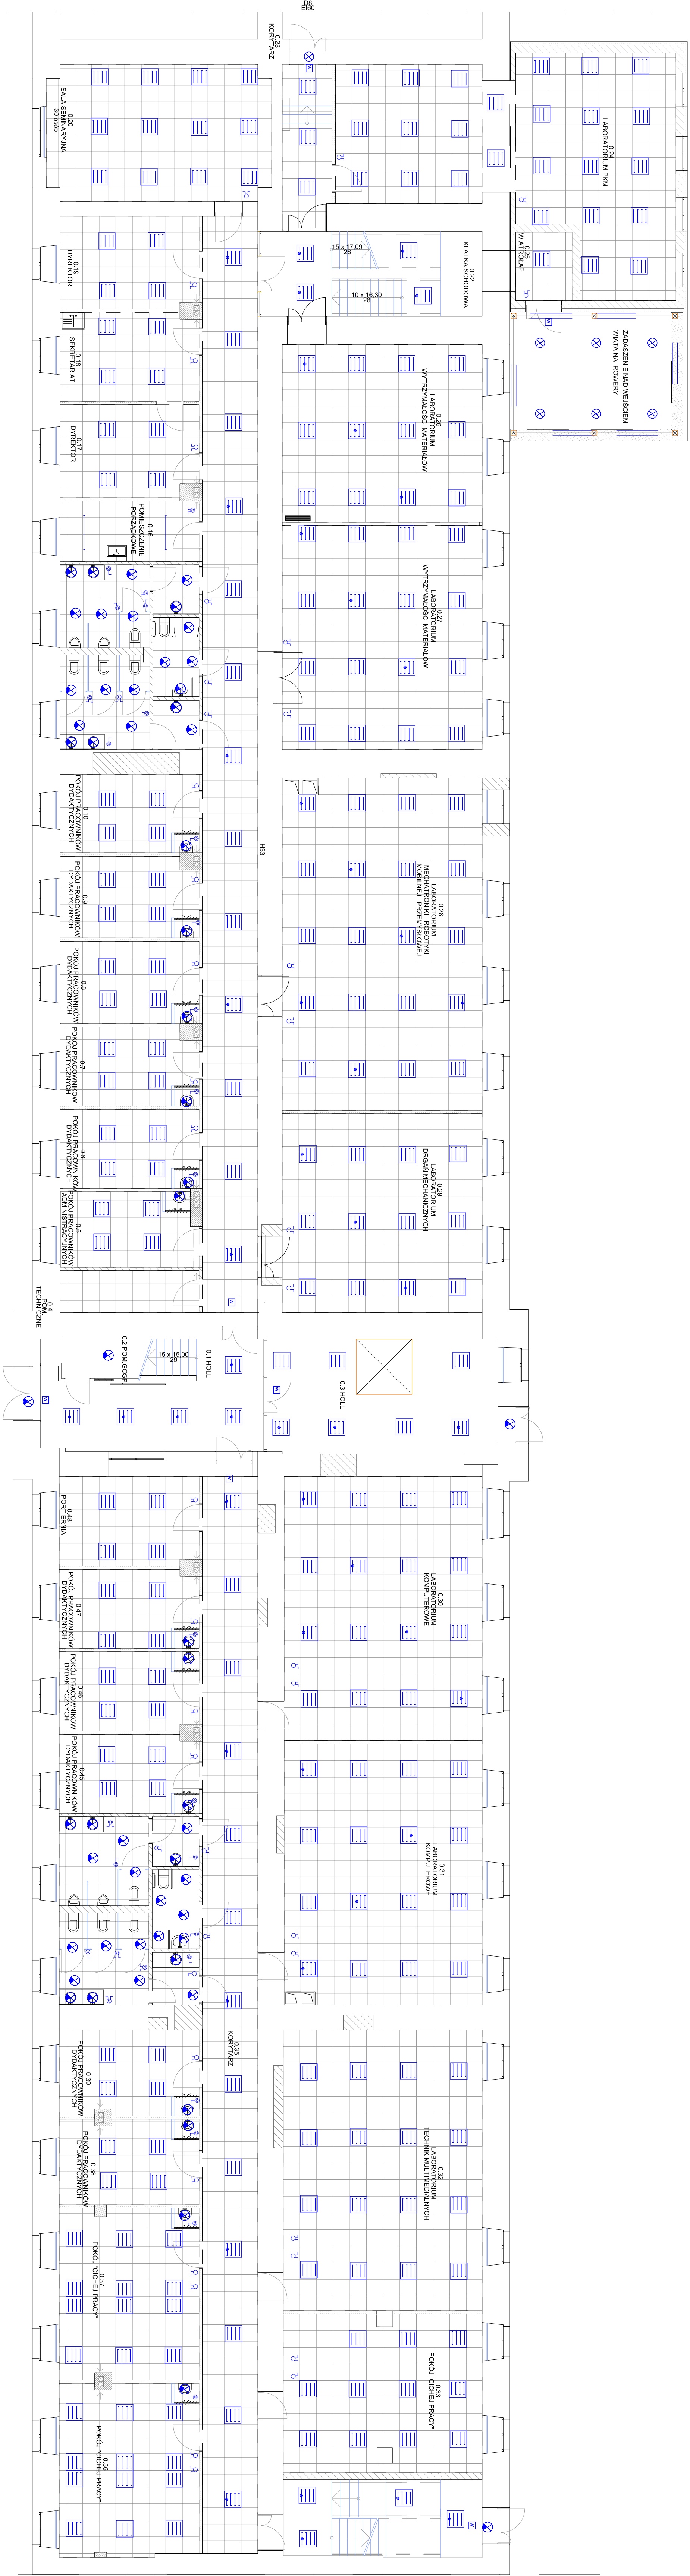 D8
EI60
0.23
KORYTARZ
0.20
SALA SEMINARYJNA
30 osób
0.24
LABORATORIUM PKM
0.25
WIATROŁAP
15 x 17,09
28
10 x 16,30
28
0.22
KLATKA SCHODOWA
ZADASZENIE NAD WEJŚCIEM
WIATA NA ROWERY
0.19
DYREKTOR
0.18
SEKRETARIAT
0.17
DYREKTOR
0.16
POMIESZCZENIE
PORZĄDKOWE
0.26
LABORATORIUM
WYTRZYMAŁOŚCI MATERIAŁÓW
0.27
LABORATORIUM
WYTRZYMAŁOŚCI MATERIAŁÓW
0.10
POKÓJ PRACOWNIKÓW
DYDAKTYCZNYCH
0.9
POKÓJ PRACOWNIKÓW
DYDAKTYCZNYCH
0.8
POKÓJ PRACOWNIKÓW
DYDAKTYCZNYCH
0.7
POKÓJ PRACOWNIKÓW
DYDAKTYCZNYCH
0.6
POKÓJ PRACOWNIKÓW
DYDAKTYCZNYCH
0.5
POKÓJ PRACOWNIKÓW
ADMINISTRACYJNYCH
H33
0.28
LABORATORIUM
MECHATRONIKI I ROBOTYKI
MOBILNEJ I PRZEMYSŁOWEJ
0.29
LABORATORIUM
DRGAŃ MECHANICZNYCH
0.4
POM.
TECHNICZNE
0.2 POM.GOSP
15 x 15,00
29
0.1 HOLL
0.3 HOLL
0.48
PORTIERNIA
0.47
POKÓJ PRACOWNIKÓW
DYDAKTYCZNYCH
0.46
POKÓJ PRACOWNIKÓW
DYDAKTYCZNYCH
0.45
POKÓJ PRACOWNIKÓW
DYDAKTYCZNYCH
0.30
LABORATORIUM
KOMPUTEROWE
0.31
LABORATORIUM
KOMPUTEROWE
0.35
KORYTARZ
0.39
POKÓJ PRACOWNIKÓW
DYDAKTYCZNYCH
0.38
POKÓJ PRACOWNIKÓW
DYDAKTYCZNYCH
0.37
POKÓJ "CICHEJ PRACY"
0.36
POKÓJ "CICHEJ PRACY"
0.32
LABORATORIUM
TECHNIK MULTIMEDIALNYCH
0.33
POKÓJ "CICHEJ PRACY"